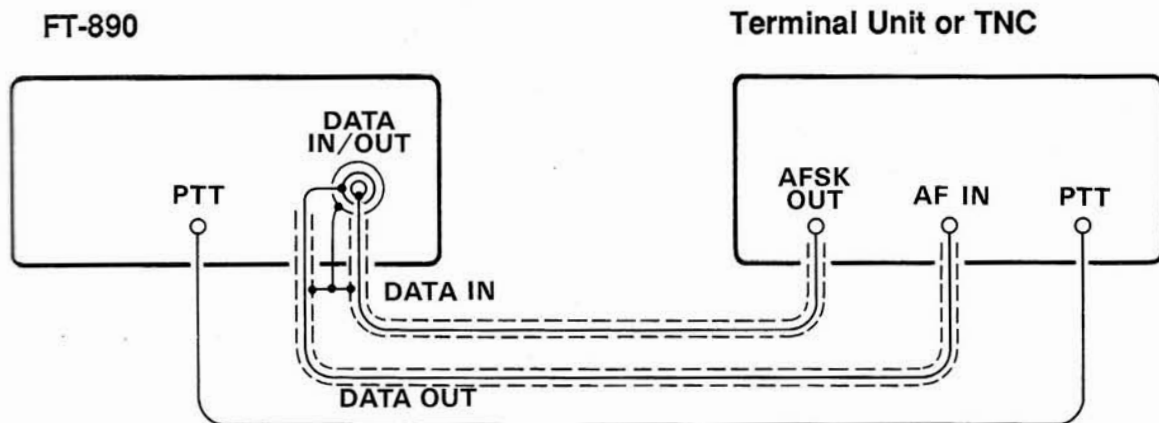 FT-890
Terminal Unit or TNC
DATA
IN/OUT
PTT
AFSK
OUT
AF IN
PTT
DATA IN
DATA OUT